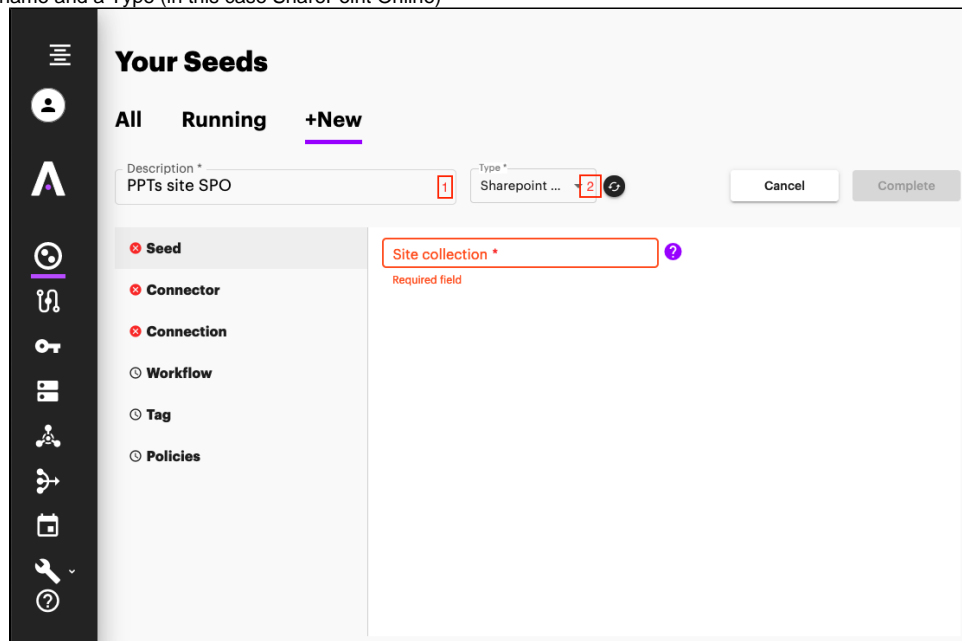 name and a Type (in this case SharePoint Online)
Your Seeds
All Running +New
Description *
PPTs site SPO
1
Type *
Sharepoint ...
2
Cancel
Complete
Seed
Site collection *
?
Required field
Connector
Connection
Workflow
Tag
Policies